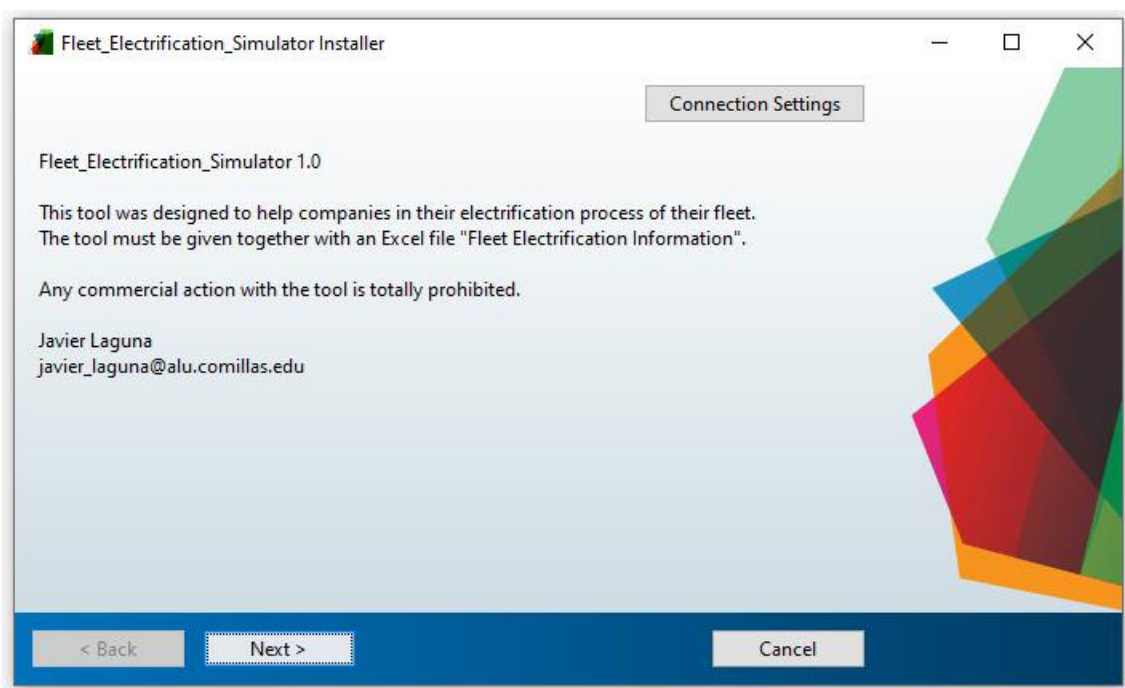 Fleet_Electrification_Simulator Installer
Connection Settings
Fleet_Electrification_Simulator 1.0
This tool was designed to help companies in their electrification process of their fleet.
The tool must be given together with an Excel file "Fleet Electrification Information".
Any commercial action with the tool is totally prohibited.
Javier Laguna
javier_laguna@alu.comillas.edu
< Back
Next >
Cancel